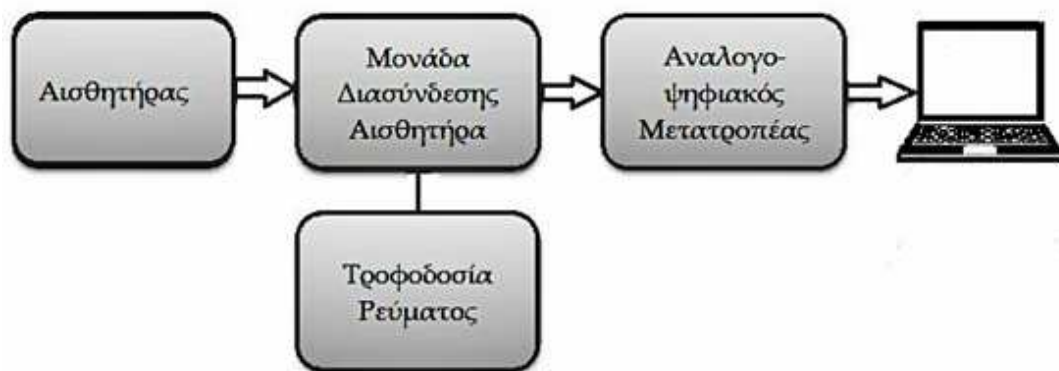 Αισθητήρας
Μονάδα
Διασύνδεσης
Αισθητήρα
Αναλογο-
ψηφιακός
Μετατροπέας
Τροφοδοσία
Ρεύματος